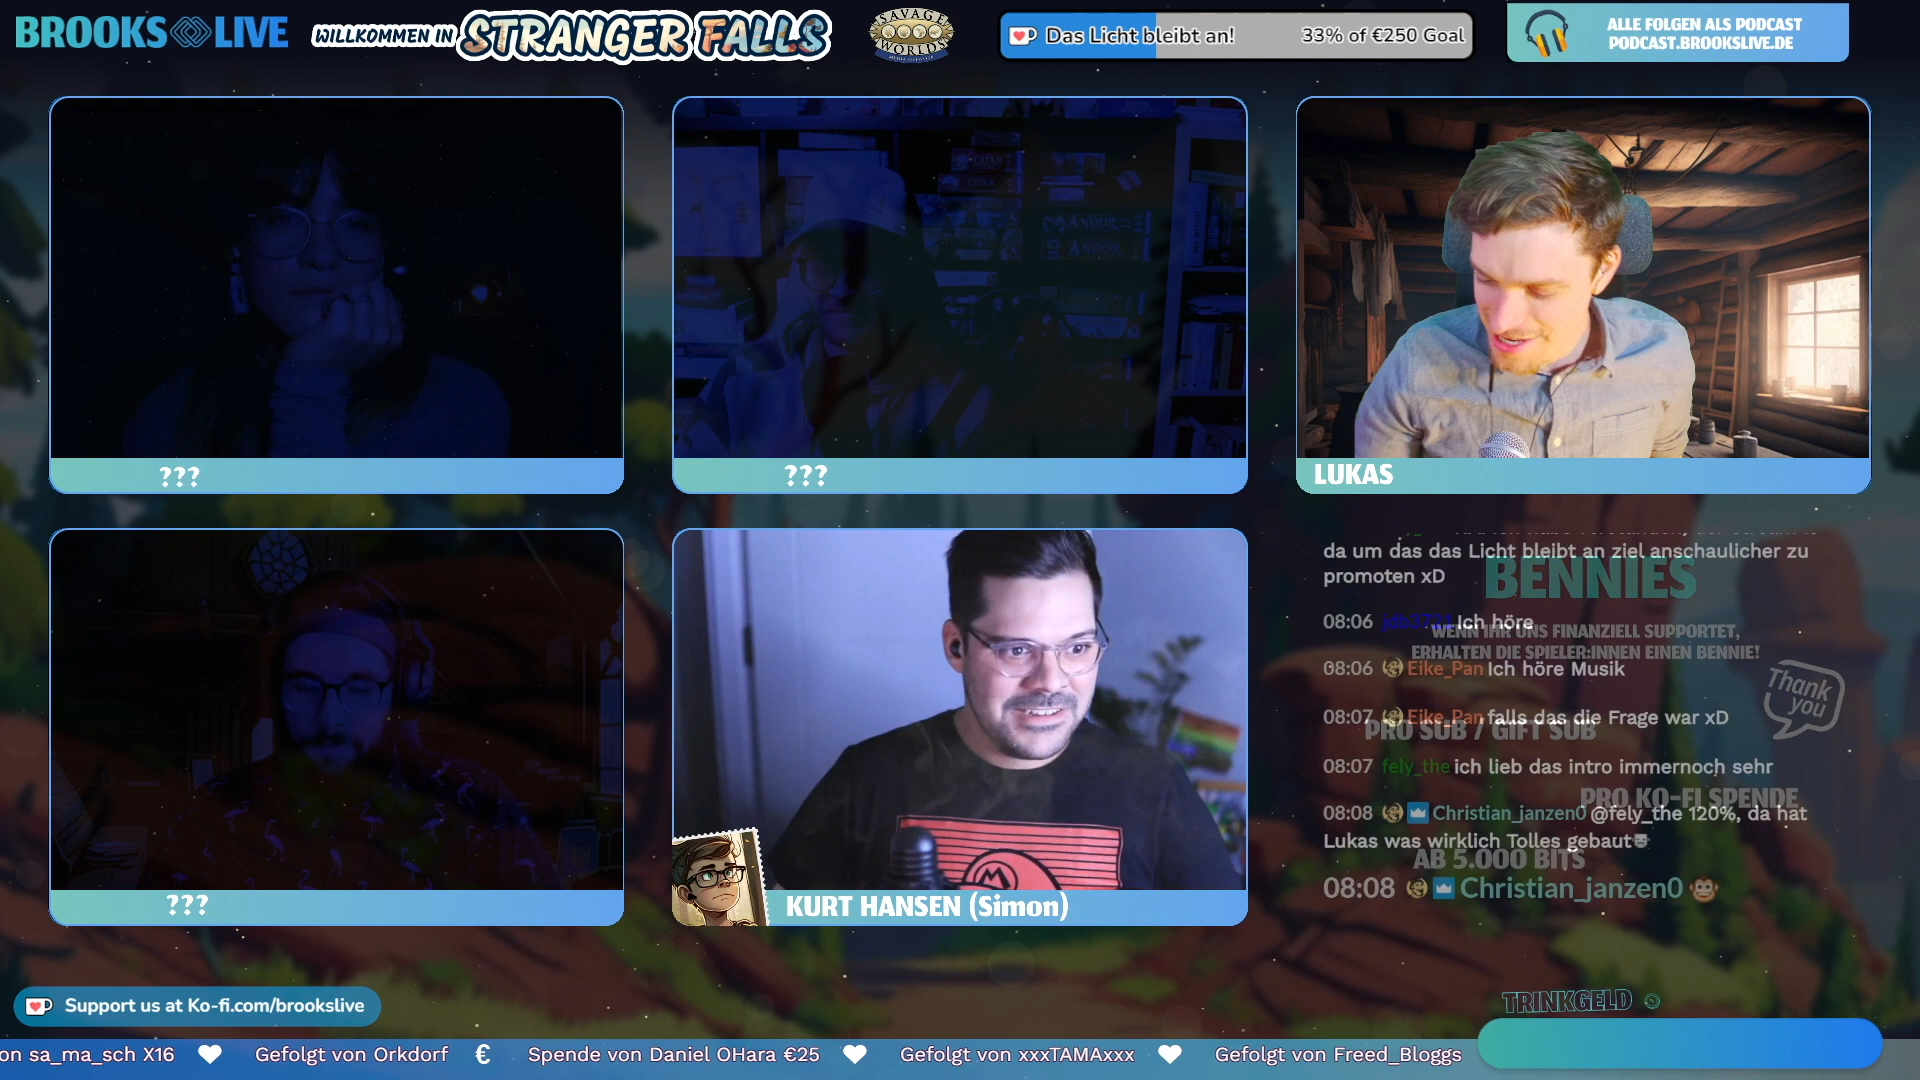 BROOKS LIVE
WILLKOMMEN IN STRANGER FALLS
SAVAGE WORLDS
Das Licht bleibt an! 33% of €250 Goal
ALLE FOLGEN ALS PODCAST
PODCAST.BROOKSLIVE.DE
CATAN
CATAN
ANDOR
ANDOR
???
???
LUKAS
da um das das Licht bleibt an ziel anschaulicher zu
promoten xD
BENNIES
08:06 Ich höre
WENN IHR UNS FINANZIELL SUPPORTET,
ERHALTEN DIE SPIELER:INNEN EINEN BENNIE!
08:06 Eike_Pan Ich höre Musik
Thank you
08:07 Eike_Pan falls das die Frage war xD
PRO SUB / GIFT SUB
08:07 fely_the ich lieb das intro immernoch sehr
PRO KO-FI SPENDE
08:08 Christian_janzen0 @fely_the 120%, da hat
Lukas was wirklich Tolles gebaut
AB 5.000 BITS
08:08 Christian_janzen0
???
KURT HANSEN (Simon)
Support us at Ko-fi.com/brookslive
TRINKGELD
on sa_ma_sch X16 Gefolgt von Orkdorf € Spende von Daniel OHara €25 Gefolgt von xxxTAMAxxx Gefolgt von Freed_Bloggs